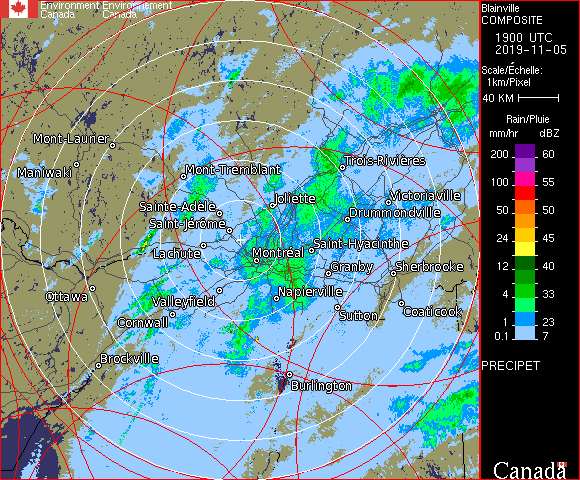 Environment Environnement
Canada Canada
Blainville
COMPOSITE
1900 UTC
2019-11-05
Scale/Échelle:
1km/Pixel
40 KM
Rain/Pluie
mm/hr dBZ
200 60
100 55
50 50
24 45
12 40
4 33
1 23
0.1 7
PRECIPET
Canada
Mont-Laurier
Maniwaki
Mont-Tremblant
Trois-Rivières
Sainte-Adele
Joliette
Victoriaville
Saint-Jérôme
Drummondville
Lachute
Montréal
Saint-Hyacinthe
Granby
Sherbrooke
Ottawa
Valleyfield
Napierville
Cornwall
Sutton
Coaticook
Brockville
Burlington